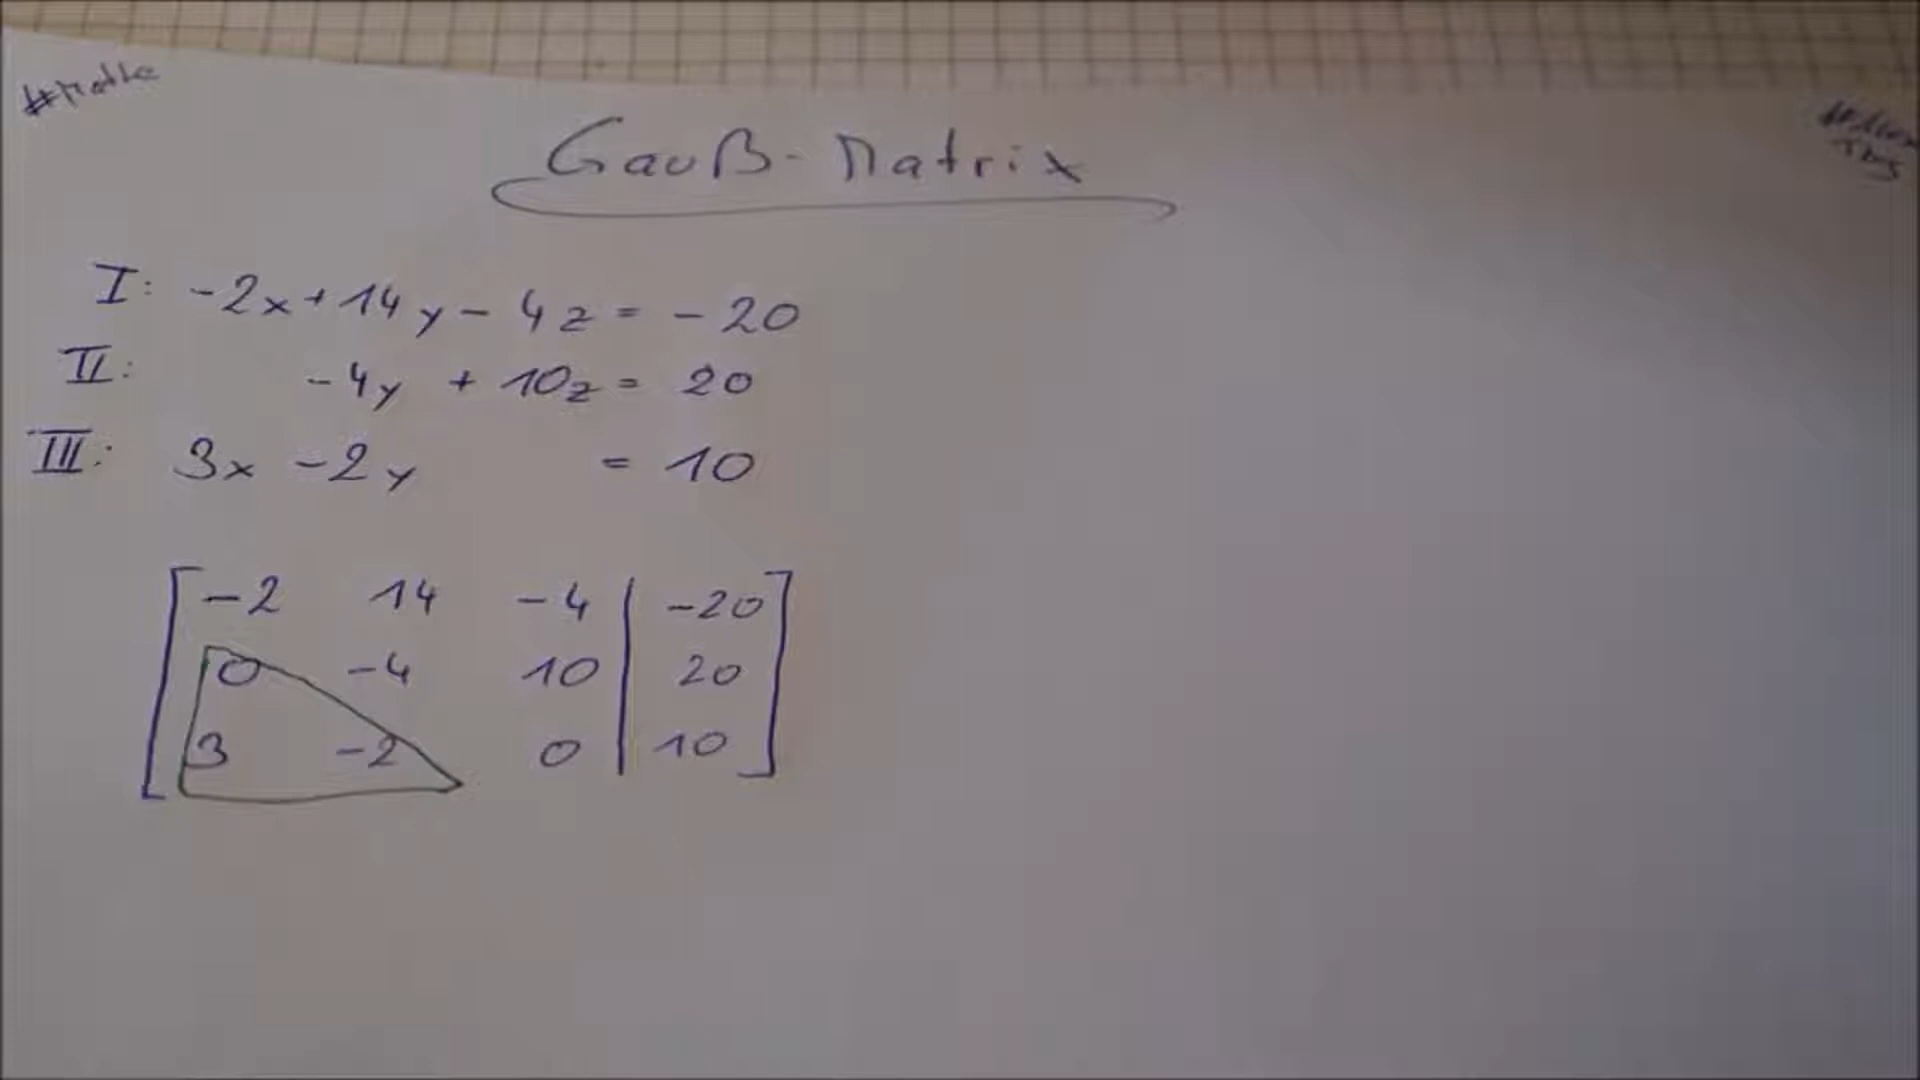 #Mathe
Gauß-Matrix
I: -2x+14y-4z = -20
II: -4y + 10z = 20
III: 3x -2y = 10
-2 14 -4 | -20
0 -4 10 | 20
3 -2 0 | 10